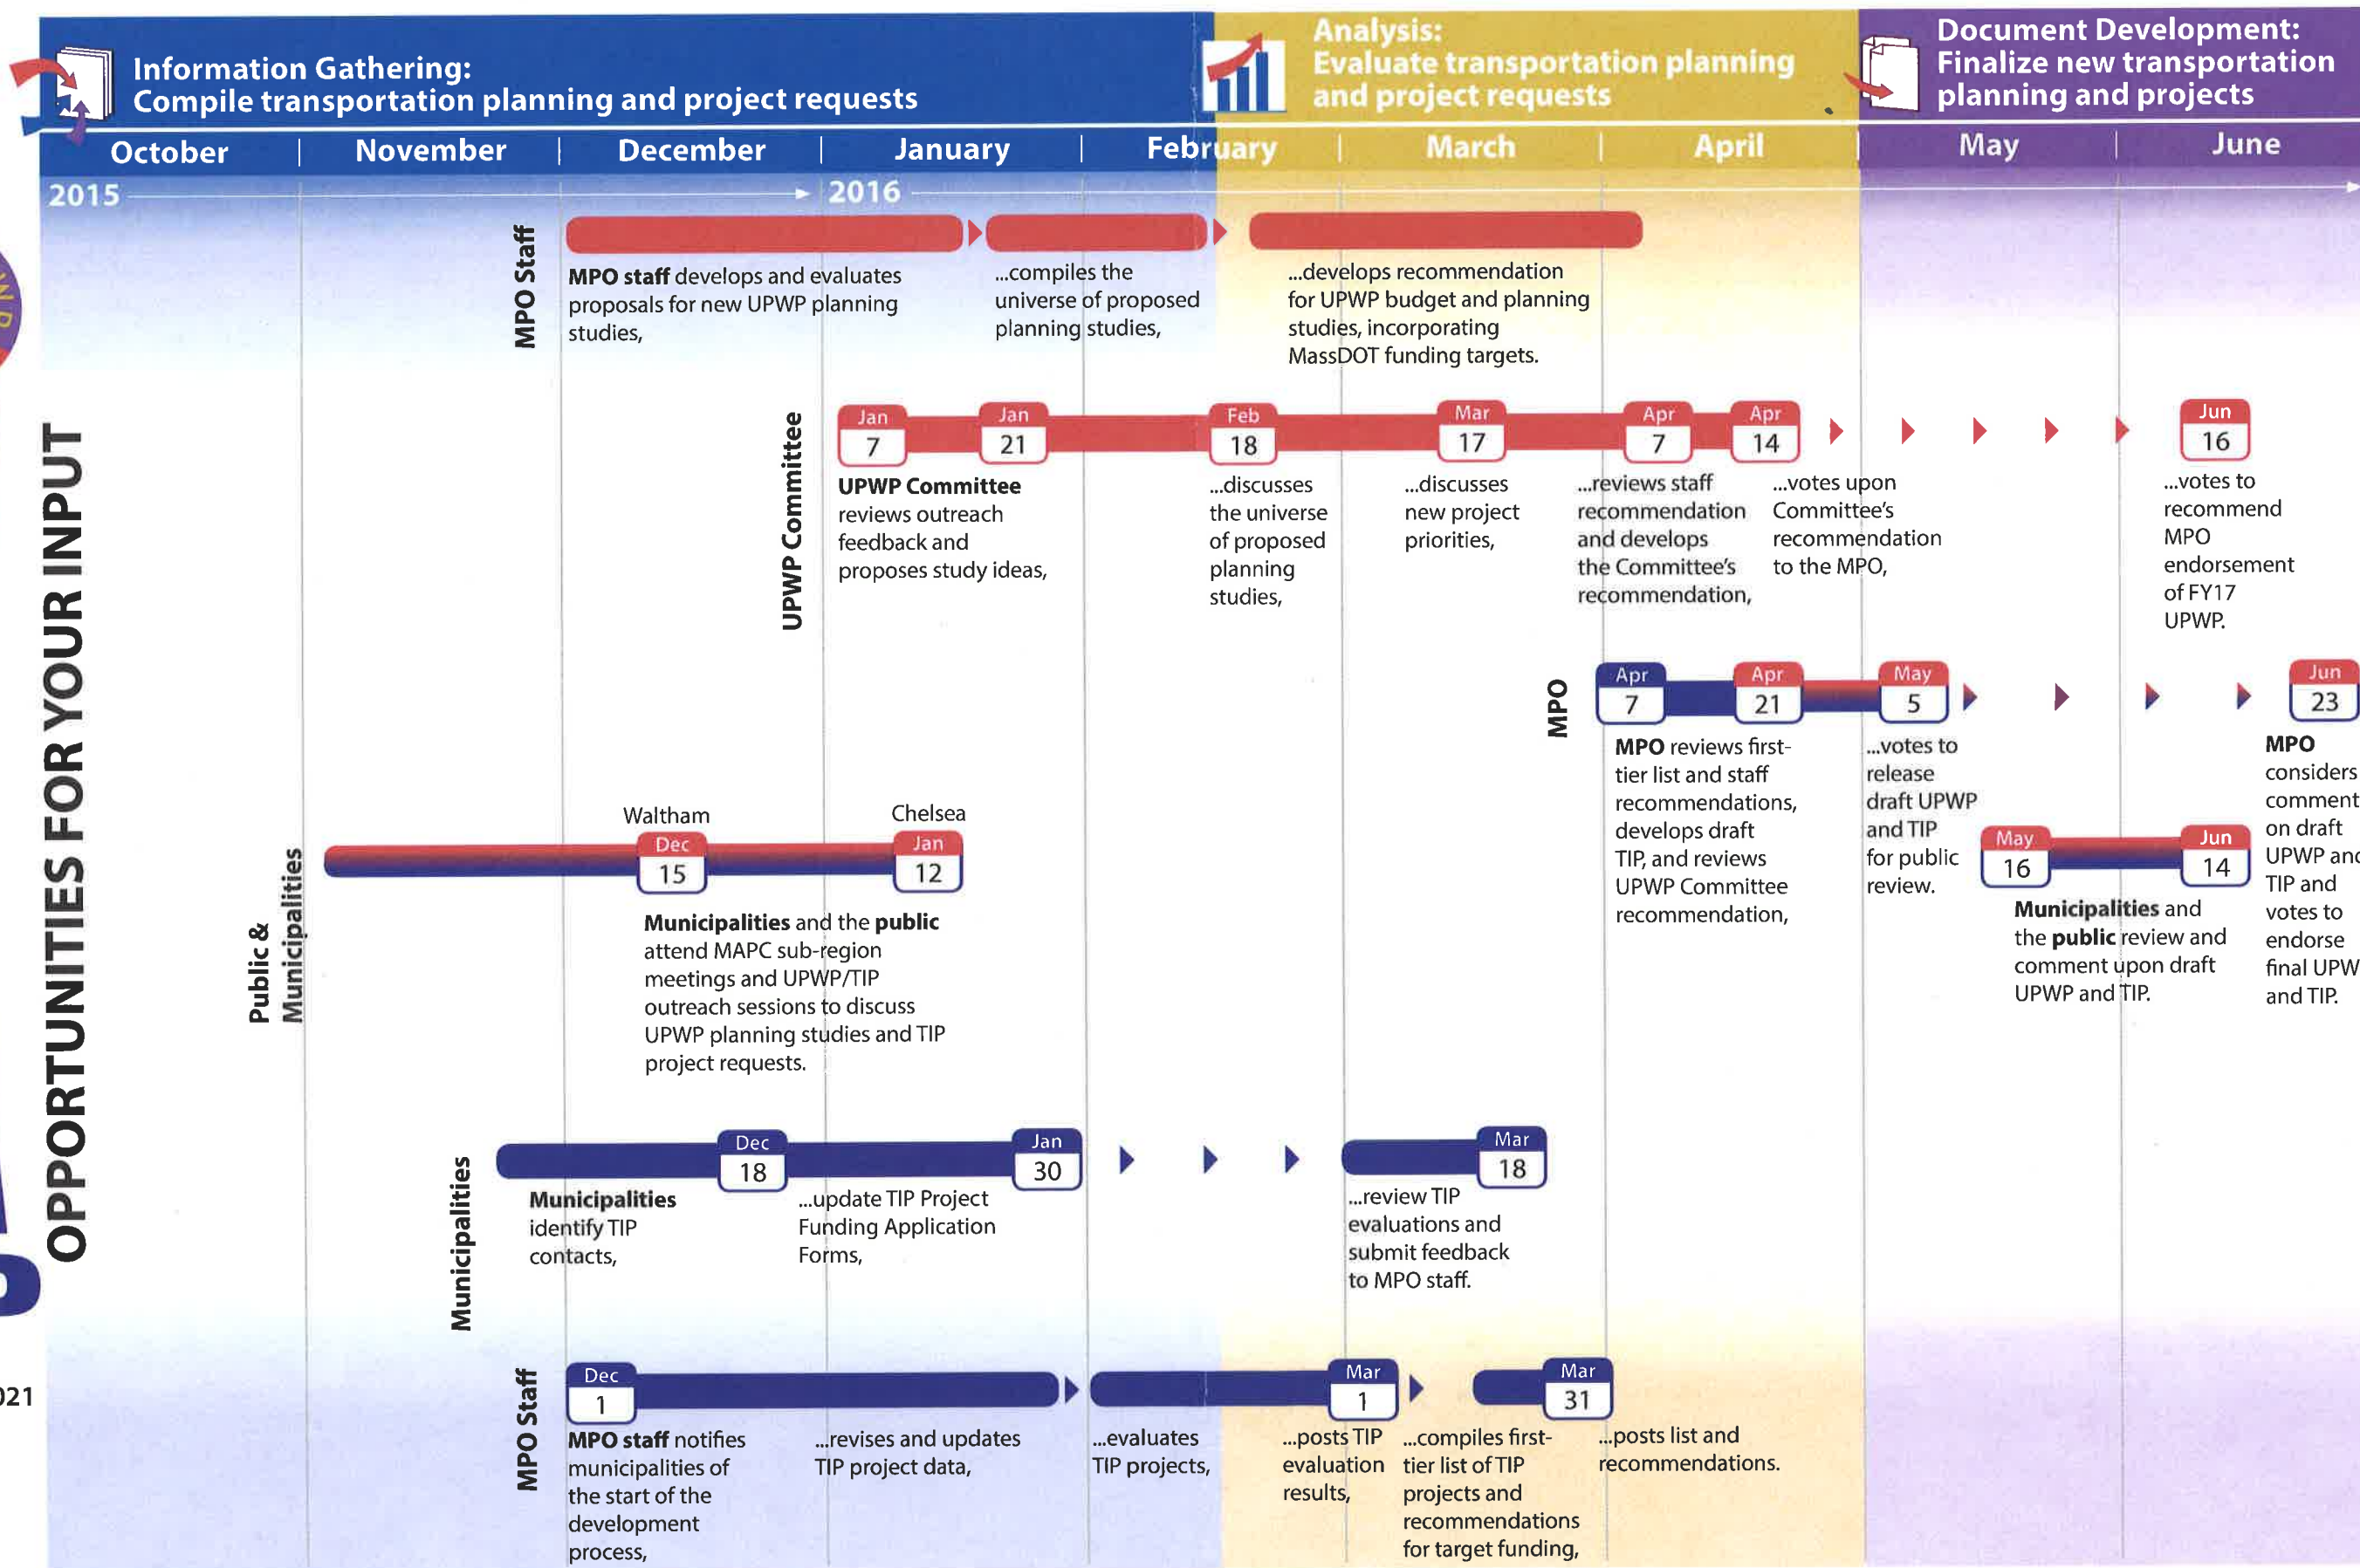 Information Gathering:
Compile transportation planning and project requests
Analysis:
Evaluate transportation planning
and project requests
Document Development:
Finalize new transportation
planning and projects
October
November
December
January
February
March
April
May
June
2015
2016
OPPORTUNITIES FOR YOUR INPUT
MPO Staff
MPO staff develops and evaluates
proposals for new UPWP planning
studies,
...compiles the
universe of proposed
planning studies,
...develops recommendation
for UPWP budget and planning
studies, incorporating
MassDOT funding targets.
UPWP Committee
Jan
7
Jan
21
Feb
18
Mar
17
Apr
7
Apr
14
Jun
16
UPWP Committee
reviews outreach
feedback and
proposes study ideas,
...discusses
the universe
of proposed
planning
studies,
...discusses
new project
priorities,
...reviews staff
recommendation
and develops
the Committee's
recommendation,
...votes upon
Committee's
recommendation
to the MPO,
...votes to
recommend
MPO
endorsement
of FY17
UPWP.
MPO
Apr
7
Apr
21
May
5
Jun
23
MPO reviews first-
tier list and staff
recommendations,
develops draft
TIP, and reviews
UPWP Committee
recommendation,
...votes to
release
draft UPWP
and TIP
for public
review.
MPO
considers
comment
on draft
UPWP and
TIP and
votes to
endorse
final UPW
and TIP.
Public &
Municipalities
Waltham
Dec
15
Chelsea
Jan
12
Municipalities and the public
attend MAPC sub-region
meetings and UPWP/TIP
outreach sessions to discuss
UPWP planning studies and TIP
project requests.
May
16
Jun
14
Municipalities and
the public review and
comment upon draft
UPWP and TIP.
Municipalities
Dec
18
Jan
30
Mar
18
Municipalities
identify TIP
contacts,
...update TIP Project
Funding Application
Forms,
...review TIP
evaluations and
submit feedback
to MPO staff.
MPO Staff
Dec
1
Mar
1
Mar
31
MPO staff notifies
municipalities of
the start of the
development
process,
...revises and updates
TIP project data,
...evaluates
TIP projects,
...posts TIP
evaluation
results,
...compiles first-
tier list of TIP
projects and
recommendations
for target funding,
...posts list and
recommendations.
021